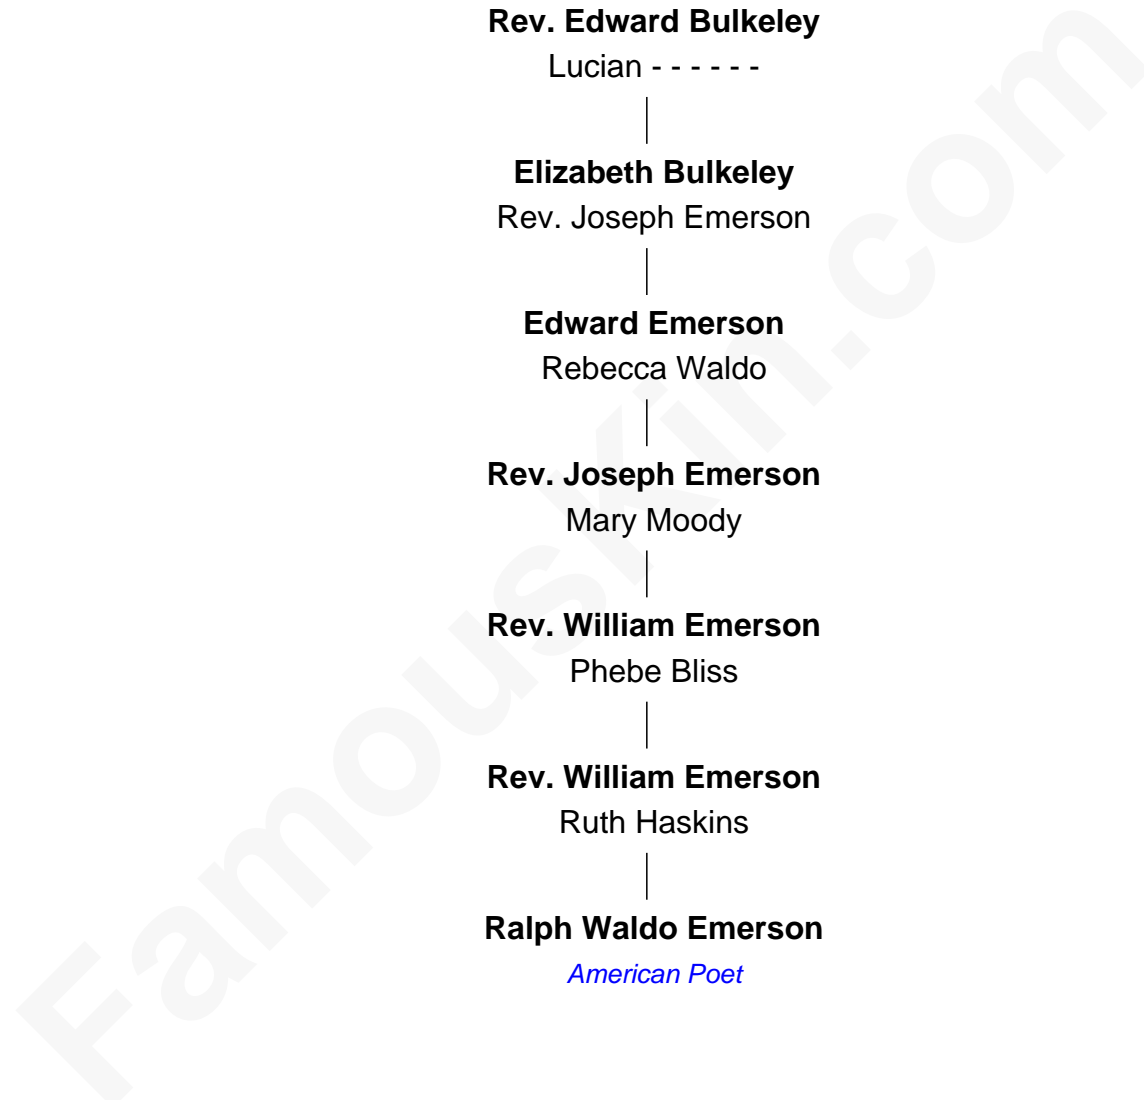 Rev. Edward Bulkeley
Lucian - - - - - -
Elizabeth Bulkeley
Rev. Joseph Emerson
Edward Emerson
Rebecca Waldo
Rev. Joseph Emerson
Mary Moody
Rev. William Emerson
Phebe Bliss
Rev. William Emerson
Ruth Haskins
Ralph Waldo Emerson
American Poet
FamousKin.com